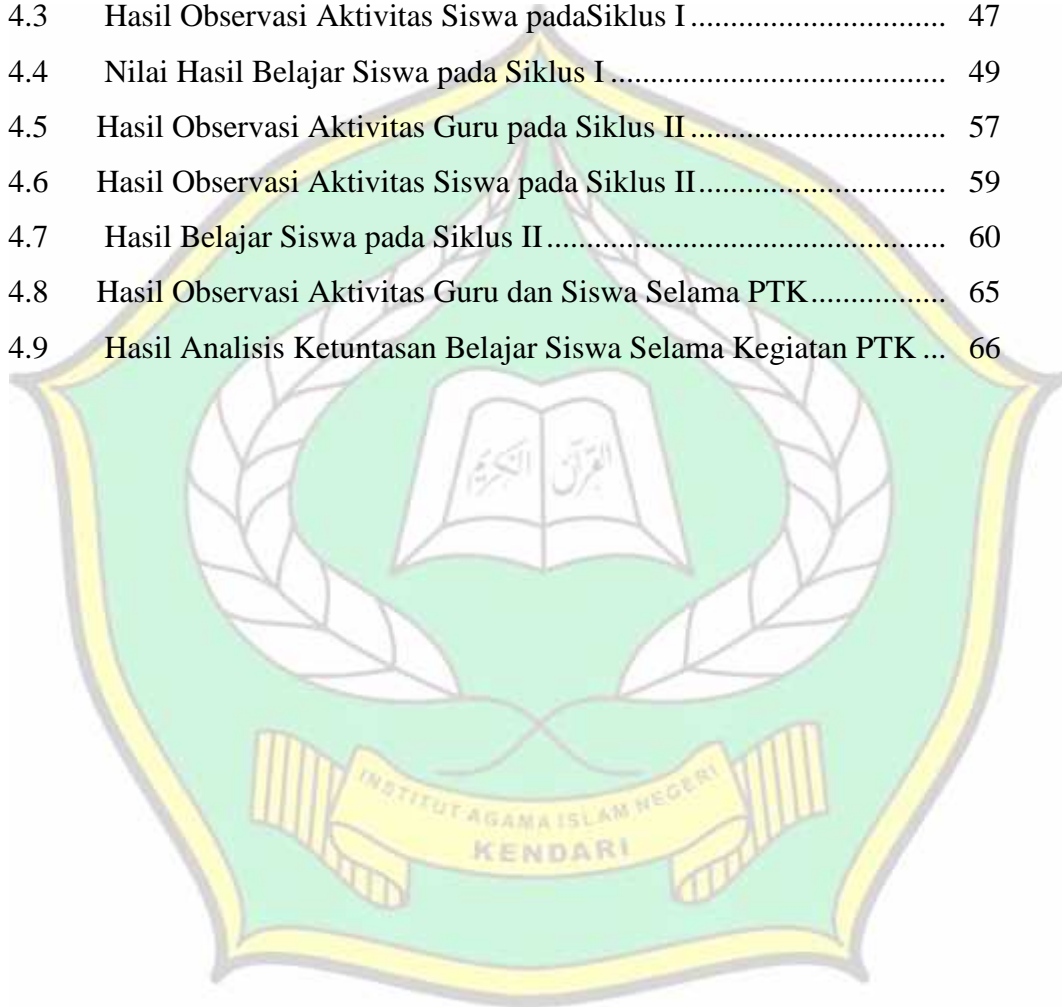 4.3 Hasil Observasi Aktivitas Siswa padaSiklus I ............................. 47
4.4 Nilai Hasil Belajar Siswa pada Siklus I ...................................... 49
4.5 Hasil Observasi Aktivitas Guru pada Siklus II ............................. 57
4.6 Hasil Observasi Aktivitas Siswa pada Siklus II ............................ 59
4.7 Hasil Belajar Siswa pada Siklus II ............................................. 60
4.8 Hasil Observasi Aktivitas Guru dan Siswa Selama PTK ............... 65
4.9 Hasil Analisis Ketuntasan Belajar Siswa Selama Kegiatan PTK ... 66
القرآن الكريم
INSTITUT AGAMA ISLAM NEGERI
KENDARI